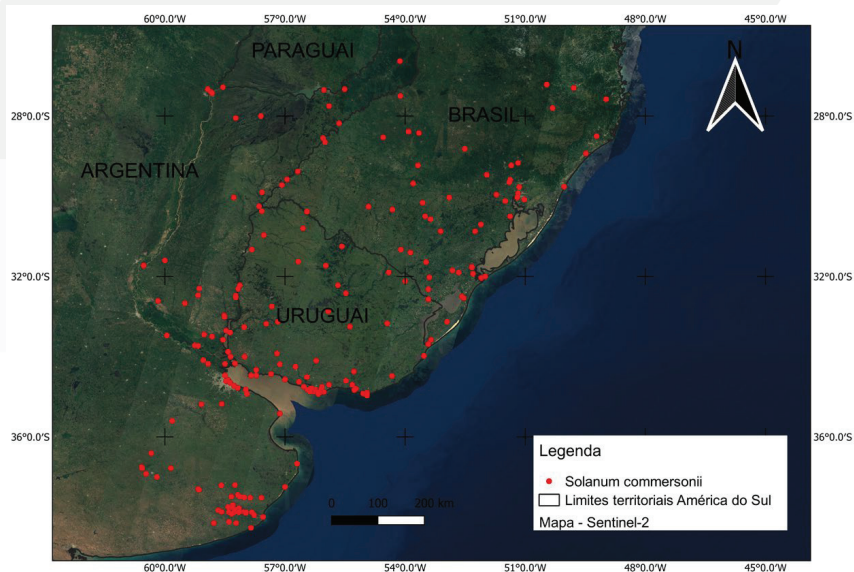 60°0.0'W 57°0.0'W 54°0.0'W 51°0.0'W 48°0.0'W 45°0.0'W
PARAGUAI
N
28°0.0'S BRASIL 28°0.0'S
ARGENTINA
32°0.0'S 32°0.0'S
URUGUAI
36°0.0'S 36°0.0'S
Legenda
Solanum commersonii
Limites territoriais América do Sul
Mapa - Sentinel-2
0 100 200 km
60°0.0'W 57°0.0'W 54°0.0'W 51°0.0'W 48°0.0'W 45°0.0'W